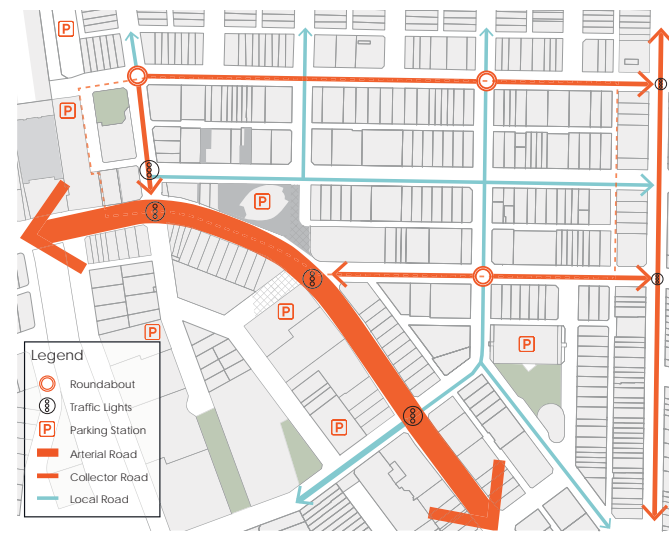 P
P
P
P
P
P
P
Legend
Roundabout
Traffic Lights
P Parking Station
Arterial Road
Collector Road
Local Road